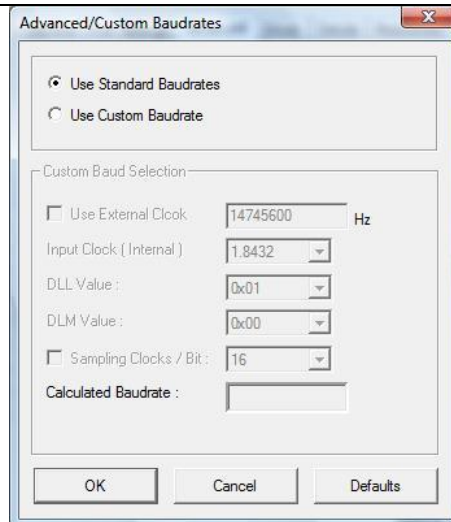 Advanced/Custom Baudrates
Use Standard Baudrates
Use Custom Baudrate
Custom Baud Selection
Use External Clcok 14745600 Hz
Input Clock ( Internal ) 1.8432
DLL Value : 0x01
DLM Value : 0x00
Sampling Clocks / Bit : 16
Calculated Baudrate :
OK Cancel Defaults